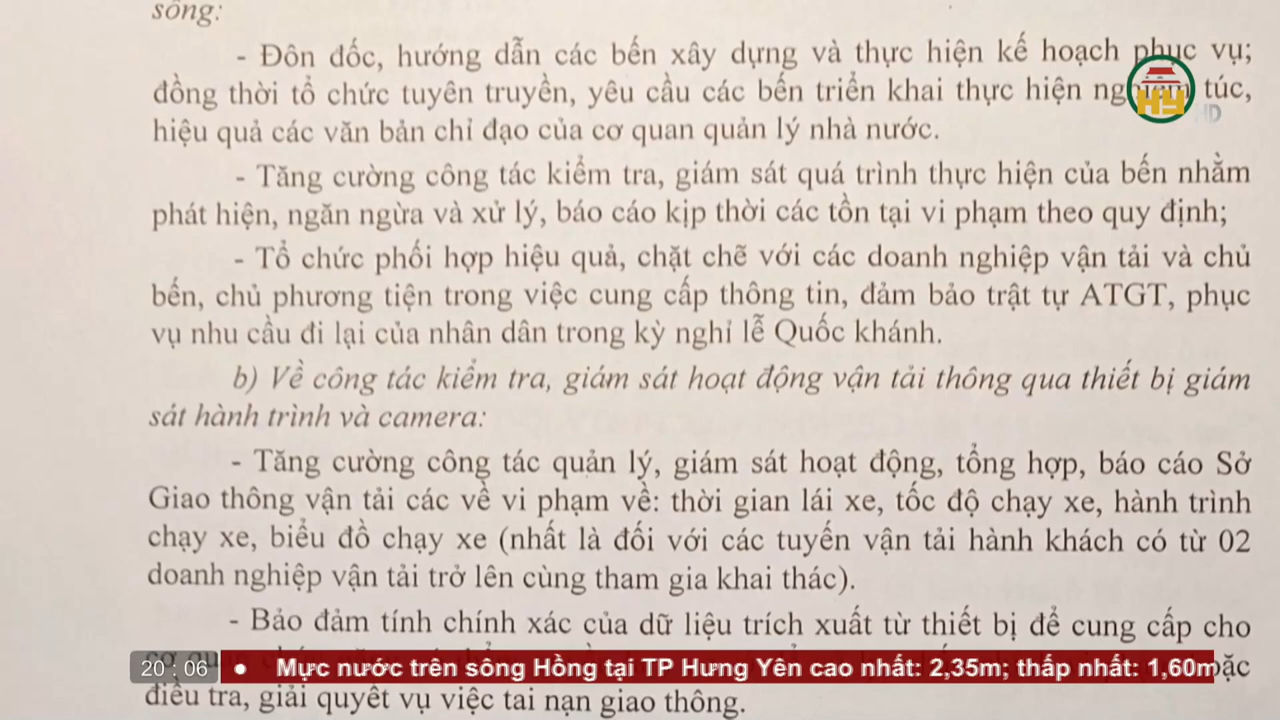 sông:
- Đôn đốc, hướng dẫn các bến xây dựng và thực hiện kế hoạch phục vụ;
đồng thời tổ chức tuyên truyền, yêu cầu các bến triển khai thực hiện nghiêm túc,
hiệu quả các văn bản chỉ đạo của cơ quan quản lý nhà nước.
- Tăng cường công tác kiểm tra, giám sát quá trình thực hiện của bến nhằm
phát hiện, ngăn ngừa và xử lý, báo cáo kịp thời các tồn tại vi phạm theo quy định;
- Tổ chức phối hợp hiệu quả, chặt chẽ với các doanh nghiệp vận tải và chủ
bến, chủ phương tiện trong việc cung cấp thông tin, đảm bảo trật tự ATGT, phục
vụ nhu cầu đi lại của nhân dân trong kỳ nghỉ lễ Quốc khánh.
b) Về công tác kiểm tra, giám sát hoạt động vận tải thông qua thiết bị giám
sát hành trình và camera:
- Tăng cường công tác quản lý, giám sát hoạt động, tổng hợp, báo cáo Sở
Giao thông vận tải các về vi phạm về: thời gian lái xe, tốc độ chạy xe, hành trình
chạy xe, biểu đồ chạy xe (nhất là đối với các tuyến vận tải hành khách có từ 02
doanh nghiệp vận tải trở lên cùng tham gia khai thác).
- Bảo đảm tính chính xác của dữ liệu trích xuất từ thiết bị để cung cấp cho
điều tra, giải quyết vụ việc tai nạn giao thông.
HY
HD
20 : 06 • Mực nước trên sông Hồng tại TP Hưng Yên cao nhất: 2,35m; thấp nhất: 1,60m